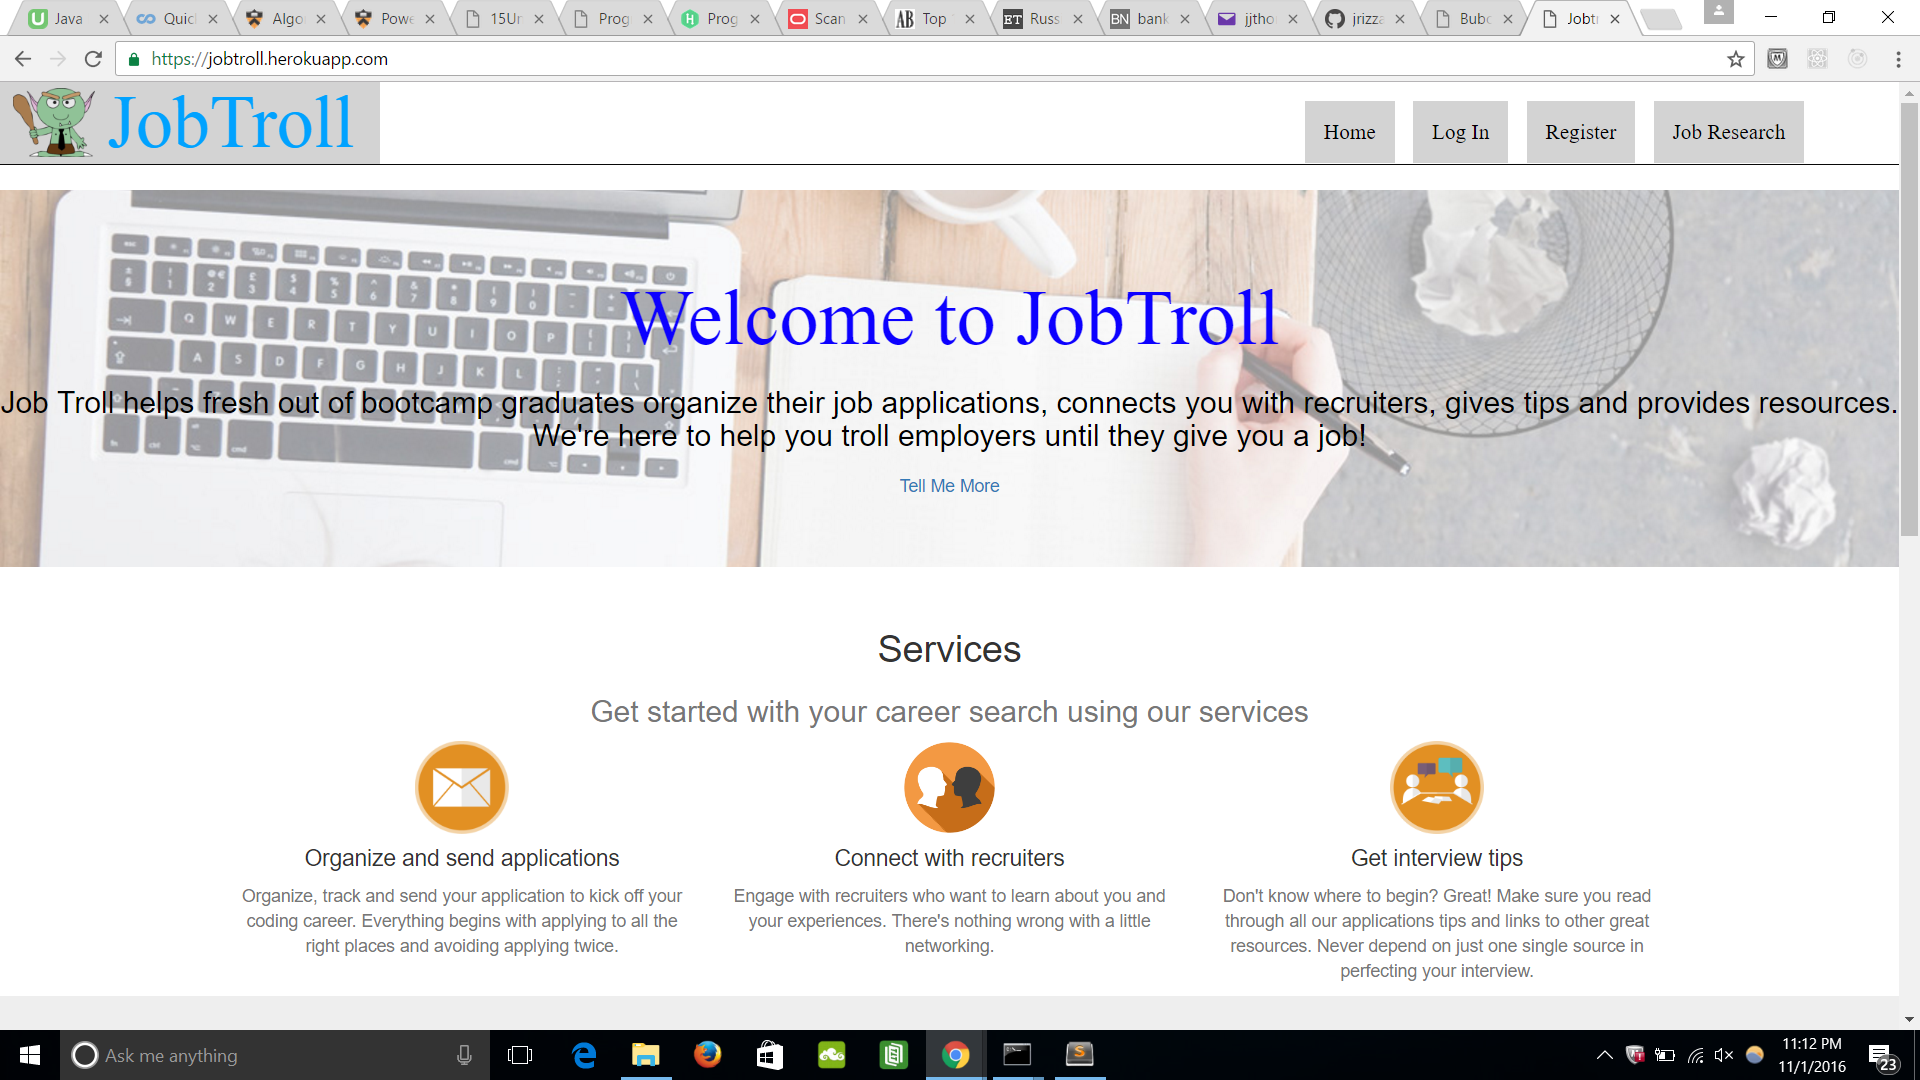 Java
Quic
Algo
Powe
15Un
Prog
Prog
Scan
Top
Russ
bank
jjtho
jrizza
Bubc
Jobtr
https://jobtroll.herokuapp.com
JobTroll
Home
Log In
Register
Job Research
Welcome to JobTroll
Job Troll helps fresh out of bootcamp graduates organize their job applications, connects you with recruiters, gives tips and provides resources.
We're here to help you troll employers until they give you a job!
Tell Me More
Services
Get started with your career search using our services
Organize and send applications
Organize, track and send your application to kick off your
coding career. Everything begins with applying to all the
right places and avoiding applying twice.
Connect with recruiters
Engage with recruiters who want to learn about you and
your experiences. There's nothing wrong with a little
networking.
Get interview tips
Don't know where to begin? Great! Make sure you read
through all our applications tips and links to other great
resources. Never depend on just one single source in
perfecting your interview.
Ask me anything
11:12 PM
11/1/2016
23